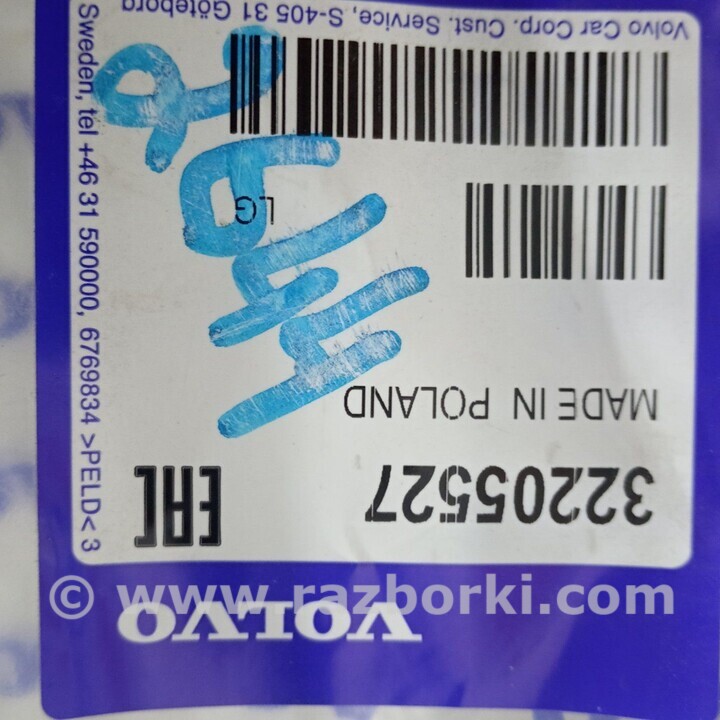 VOLVO
32205527
EAC
MADE IN POLAND
LG
Volvo Car Corp. Cust. Service, S-405 31 Göteborg
Sweden, tel +46 31 590000, 6769834 >PELD< 3
© www.razborki.com